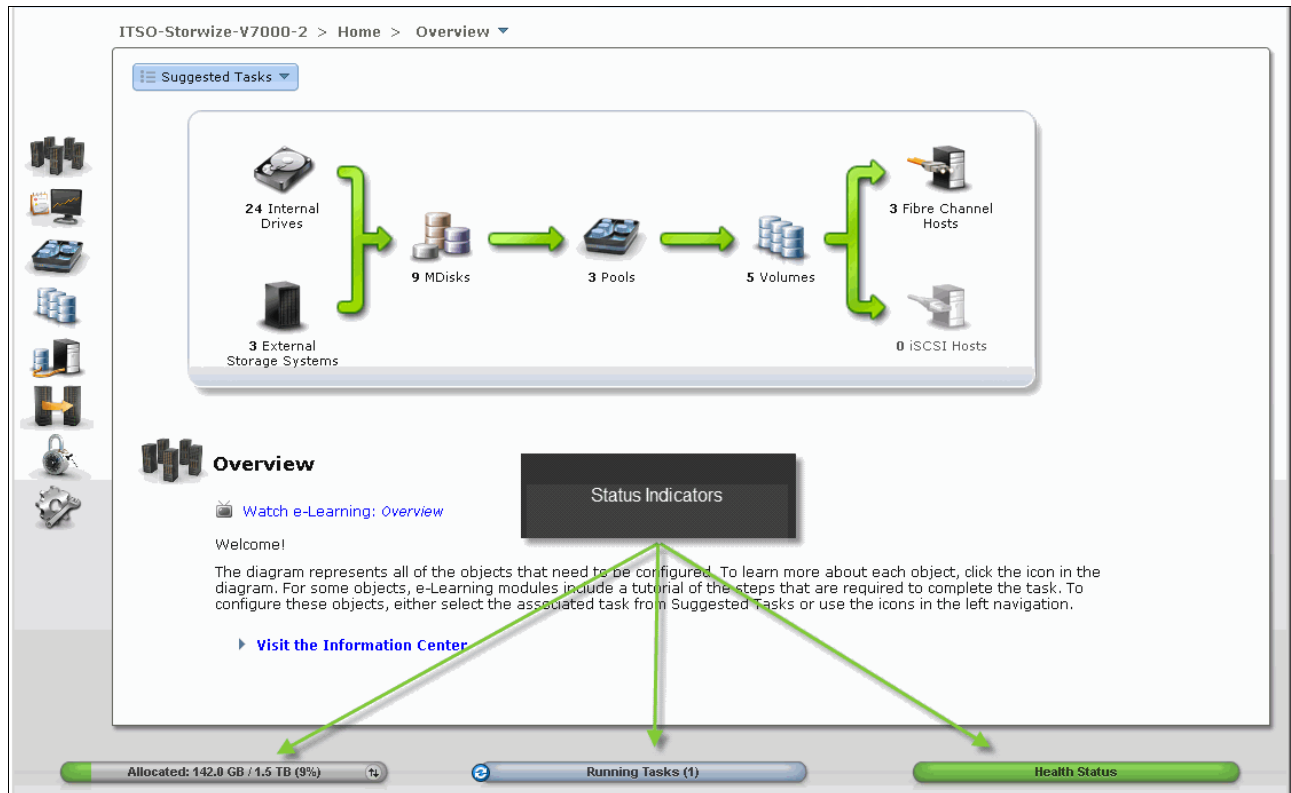 ITSO-Storwize-V7000-2 > Home > Overview
Suggested Tasks
24 Internal
Drives
3 External
Storage Systems
9 MDisks
3 Pools
5 Volumes
3 Fibre Channel
Hosts
0 iSCSI Hosts
Overview
Status Indicators
Watch e-Learning: Overview
Welcome!
The diagram represents all of the objects that need to be configured. To learn more about each object, click the icon in the
diagram. For some objects, e-Learning modules include a tutorial of the steps that are required to complete the task. To
configure these objects, either select the associated task from Suggested Tasks or use the icons in the left navigation.
Visit the Information Center
Allocated: 142.0 GB / 1.5 TB (9%)
Running Tasks (1)
Health Status